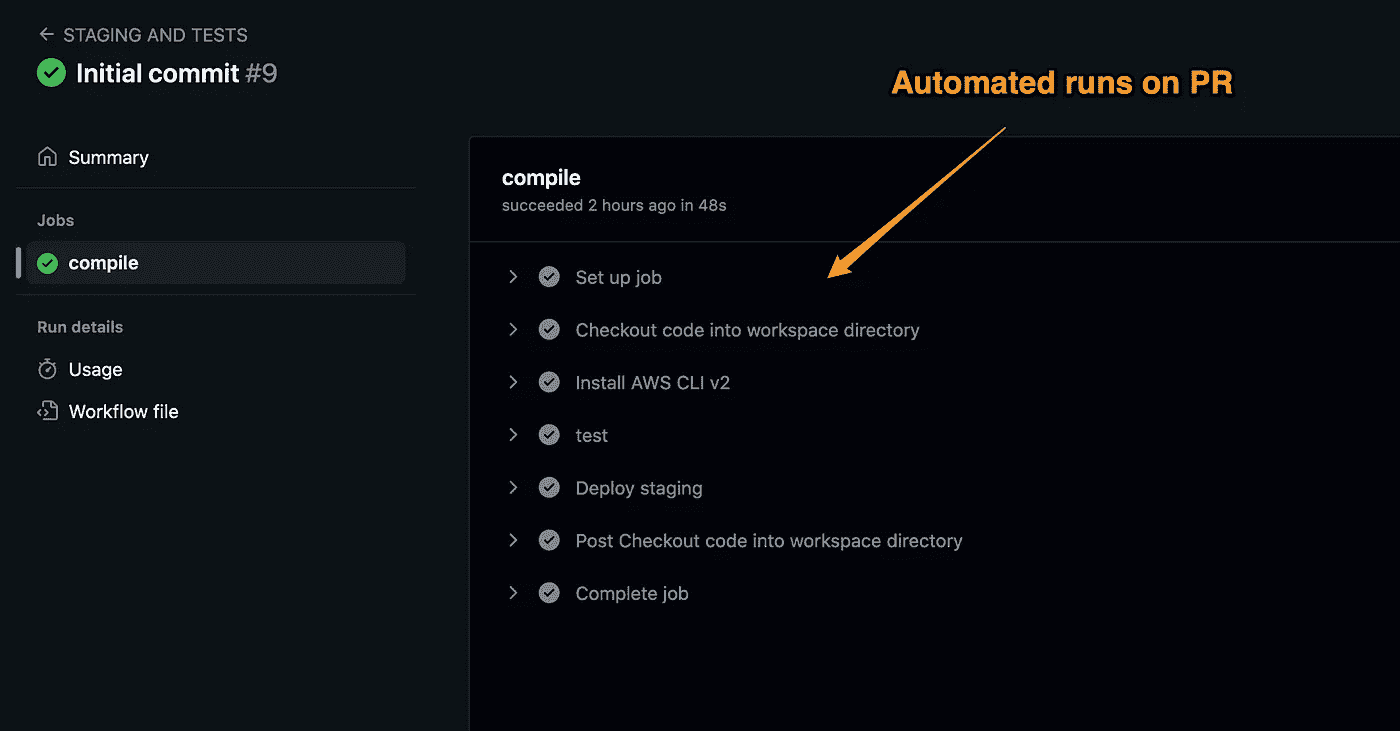 STAGING AND TESTS
Initial commit #9
Automated runs on PR
Summary
Jobs
compile
Run details
Usage
Workflow file
compile
succeeded 2 hours ago in 48s
Set up job
Checkout code into workspace directory
Install AWS CLI v2
test
Deploy staging
Post Checkout code into workspace directory
Complete job